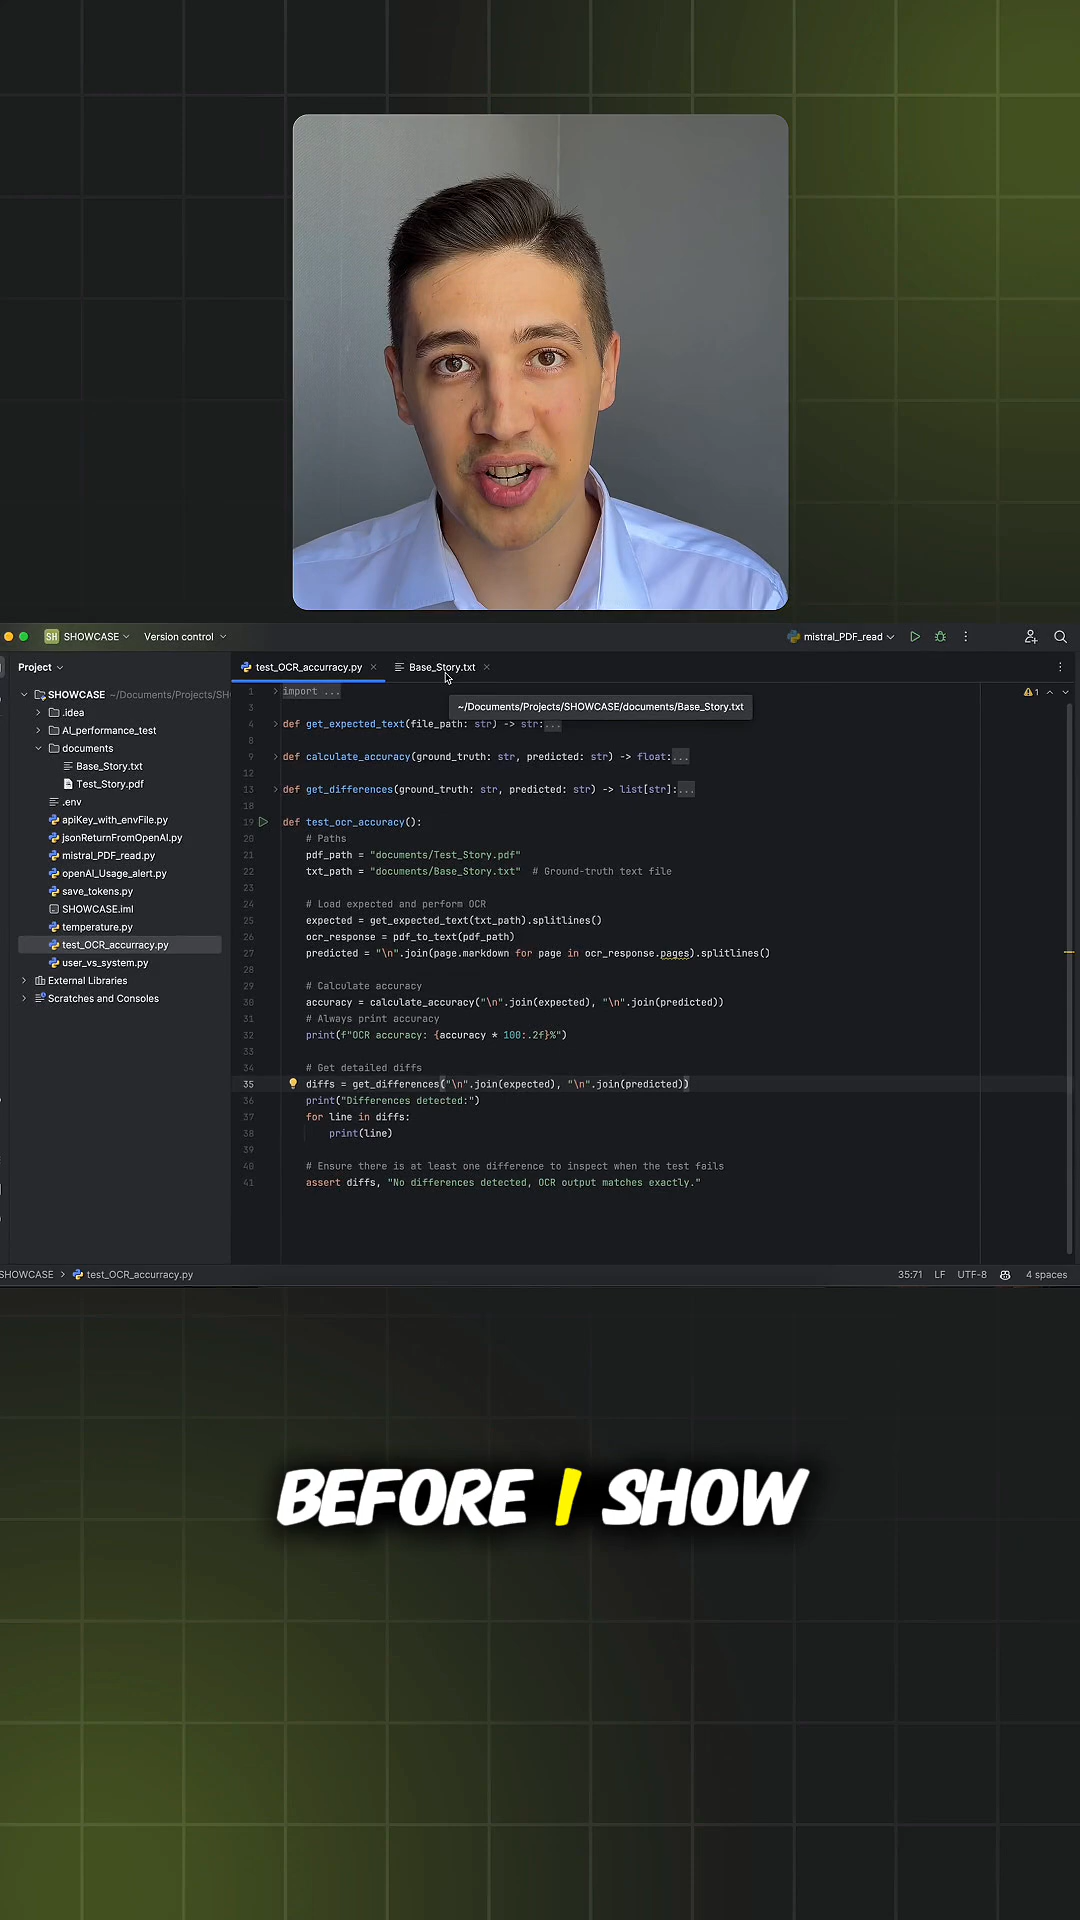 SH SHOWCASE Version control mistral_PDF_read
Project test_OCR_accurracy.py Base_Story.txt
~/Documents/Projects/SHOWCASE/documents/Base_Story.txt
SHOWCASE ~/Documents/Projects/SH
.idea
AI_performance_test
documents
Base_Story.txt
Test_Story.pdf
.env
apiKey_with_envFile.py
jsonReturnFromOpenAI.py
mistral_PDF_read.py
openAI_Usage_alert.py
save_tokens.py
SHOWCASE.iml
temperature.py
test_OCR_accurracy.py
user_vs_system.py
External Libraries
Scratches and Consoles
1 import ...
1
3
4 def get_expected_text(file_path: str) -> str:...
8
9 def calculate_accuracy(ground_truth: str, predicted: str) -> float:...
12
13 def get_differences(ground_truth: str, predicted: str) -> list[str]:...
18
19 def test_ocr_accuracy():
20 # Paths
21 pdf_path = "documents/Test_Story.pdf"
22 txt_path = "documents/Base_Story.txt" # Ground-truth text file
23
24 # Load expected and perform OCR
25 expected = get_expected_text(txt_path).splitlines()
26 ocr_response = pdf_to_text(pdf_path)
27 predicted = "\n".join(page.markdown for page in ocr_response.pages).splitlines()
28
29 # Calculate accuracy
30 accuracy = calculate_accuracy("\n".join(expected), "\n".join(predicted))
31 # Always print accuracy
32 print(f"OCR accuracy: {accuracy * 100:.2f}%")
33
34 # Get detailed diffs
35 diffs = get_differences("\n".join(expected), "\n".join(predicted))
36 print("Differences detected:")
37 for line in diffs:
38 print(line)
39
40 # Ensure there is at least one difference to inspect when the test fails
41 assert diffs, "No differences detected, OCR output matches exactly."
SHOWCASE > test_OCR_accurracy.py 35:71 LF UTF-8 4 spaces
BEFORE I SHOW